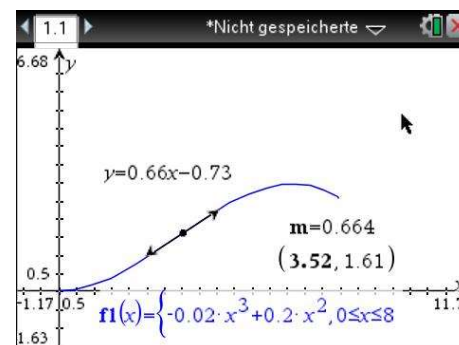 1.1 *Nicht gespeicherte
6.68 y
y=0.66x-0.73
m=0.664
(3.52, 1.61)
0.5
-1.17 0.5 11.7
f1(x)={-0.02·x³+0.2·x²,0≤x≤8
1.63